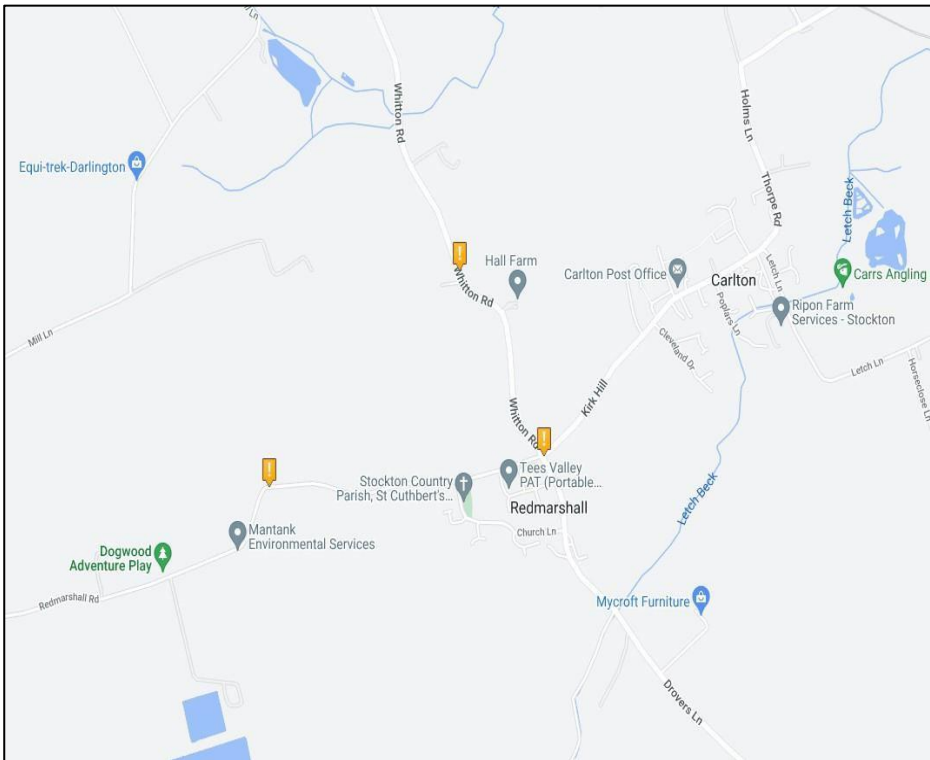 Whitton Rd
Holms Ln
Equi-trek-Darlington
Thorpe Rd
Letch Beck
Whitton Rd
Hall Farm
Carlton Post Office
Carlton
Letch Ln
Carrs Angling
Poplars Ln
Ripon Farm
Services - Stockton
Mill Ln
Cleveland Dr
Letch Ln
Horseclose Ln
Kirk Hill
Whitton Rd
Stockton Country
Parish, St Cuthbert's...
Tees Valley
PAT (Portable...
Redmarshall
Letch Beck
Mantank
Environmental Services
Church Ln
Dogwood
Adventure Play
Redmarshall Rd
Mycroft Furniture
Drovers Ln